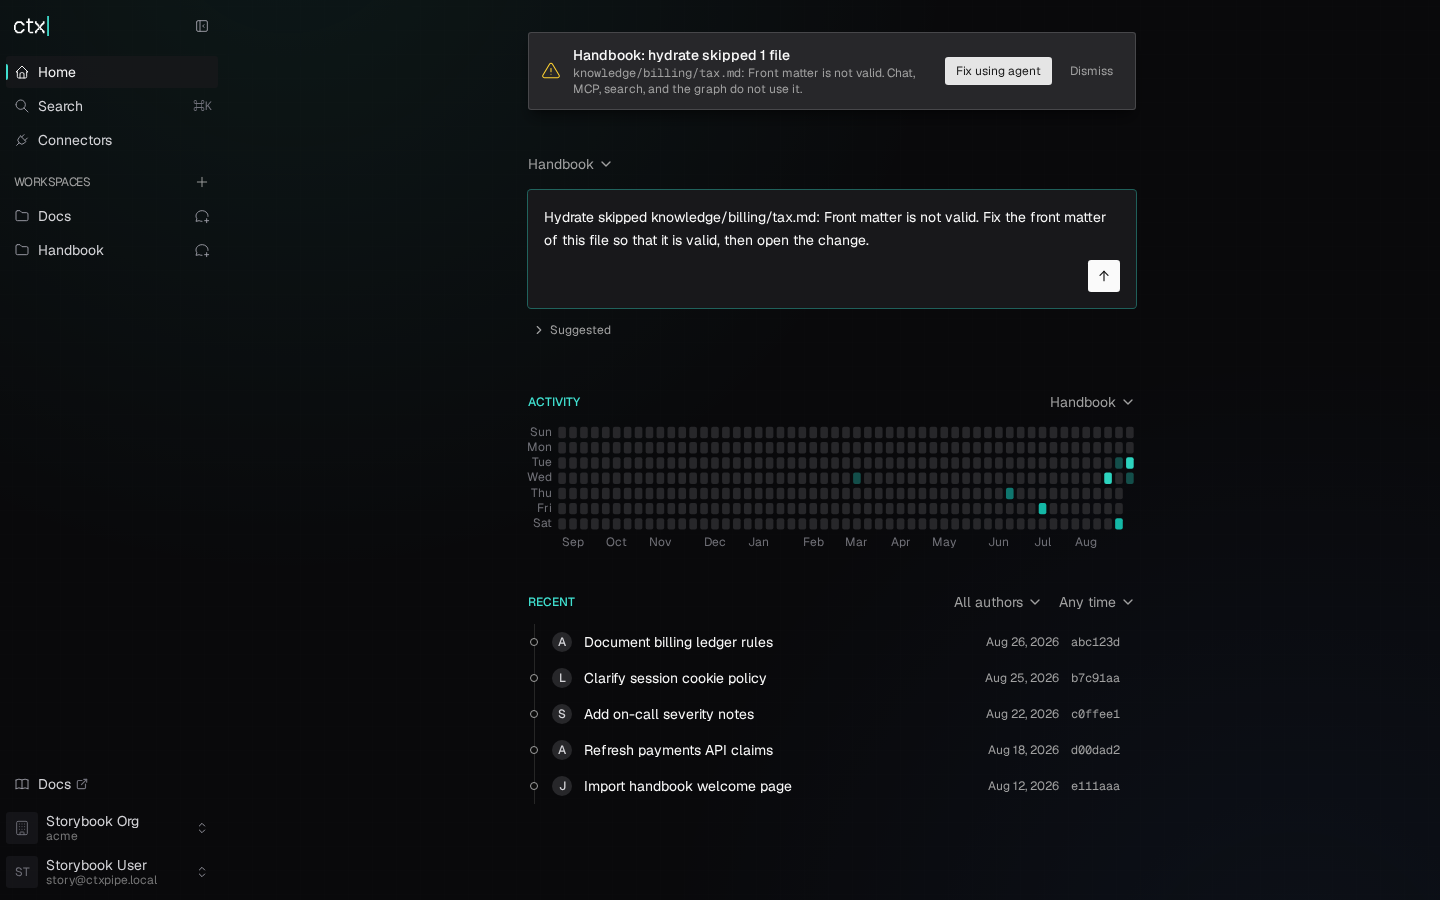 ctx
Home
Search ⌘K
Connectors
WORKSPACES
Docs
Handbook
Docs
Storybook Org
acme
ST
Storybook User
story@ctxpipe.local
Handbook: hydrate skipped 1 file
knowledge/billing/tax.md: Front matter is not valid. Chat,
MCP, search, and the graph do not use it.
Fix using agent
Dismiss
Handbook
Hydrate skipped knowledge/billing/tax.md: Front matter is not valid. Fix the front matter
of this file so that it is valid, then open the change.
Suggested
ACTIVITY
Handbook
Sun
Mon
Tue
Wed
Thu
Fri
Sat
Sep Oct Nov Dec Jan Feb Mar Apr May Jun Jul Aug
RECENT
All authors
Any time
A Document billing ledger rules Aug 26, 2026 abc123d
L Clarify session cookie policy Aug 25, 2026 b7c91aa
S Add on-call severity notes Aug 22, 2026 c0ffee1
A Refresh payments API claims Aug 18, 2026 d00dad2
J Import handbook welcome page Aug 12, 2026 e111aaa